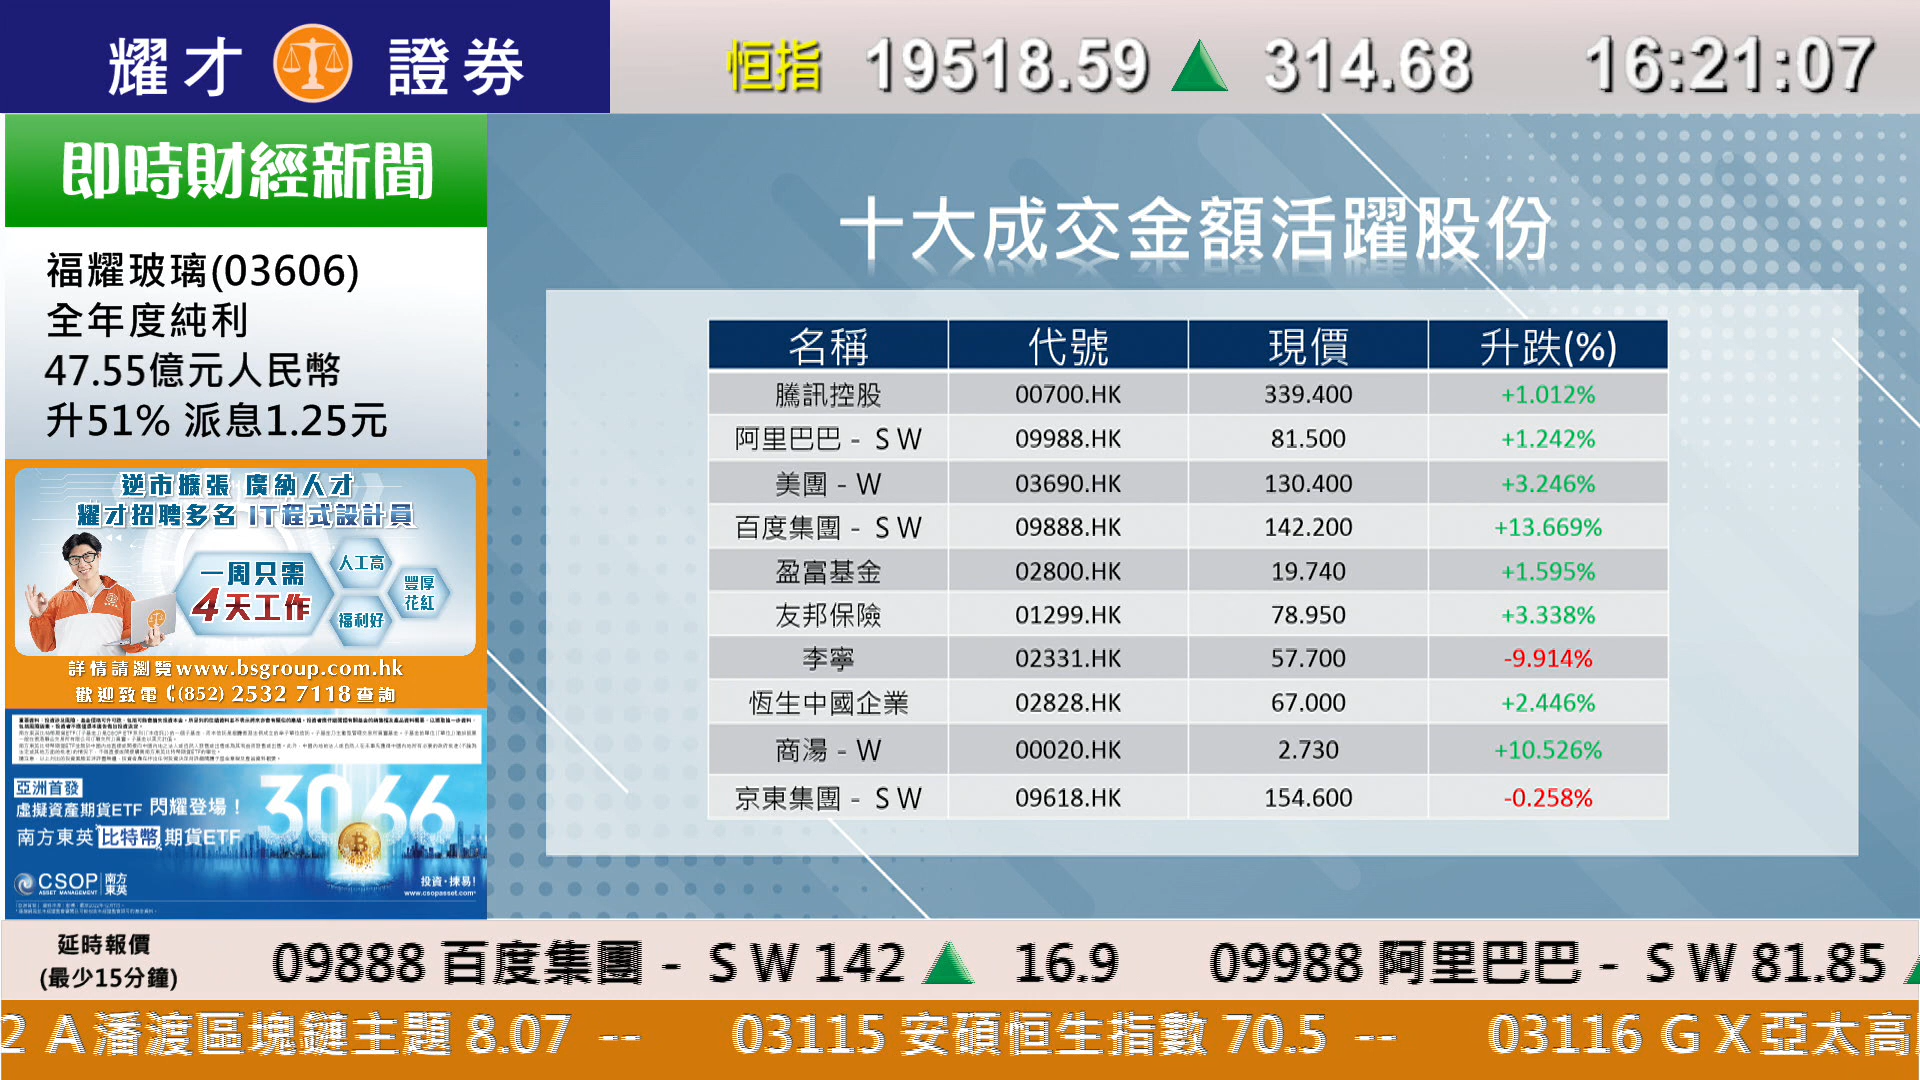 耀才 證券
恒指 19518.59 ▲ 314.68 16:21:07
即時財經新聞
福耀玻璃(03606)
全年度純利
47.55億元人民幣
升51% 派息1.25元
逆市擴張 廣納人才
耀才招聘多名 IT程式設計員
一周只需
4天工作
人工高
福利好
豐厚
花紅
詳情請瀏覽www.bsgroup.com.hk
歡迎致電 (852) 2532 7118 查詢
亞洲首發
虛擬資產期貨ETF 閃耀登場！
南方東英 比特幣 期貨ETF
3066
CSOP 南方東英
ASSET MANAGEMENT
投資·揀易!
www.csopasset.com
十大成交金額活躍股份
名稱 代號 現價 升跌(%)
騰訊控股 00700.HK 339.400 +1.012%
阿里巴巴 - ＳＷ 09988.HK 81.500 +1.242%
美團 - W 03690.HK 130.400 +3.246%
百度集團 - ＳＷ 09888.HK 142.200 +13.669%
盈富基金 02800.HK 19.740 +1.595%
友邦保險 01299.HK 78.950 +3.338%
李寧 02331.HK 57.700 -9.914%
恆生中國企業 02828.HK 67.000 +2.446%
商湯 - W 00020.HK 2.730 +10.526%
京東集團 - ＳＷ 09618.HK 154.600 -0.258%
延時報價
(最少15分鐘)
09888 百度集團 - ＳＷ 142 ▲ 16.9 09988 阿里巴巴 - ＳＷ 81.85
2 Ａ潘渡區塊鏈主題 8.07 -- 03115 安碩恒生指數 70.5 -- 03116 ＧＸ亞太高